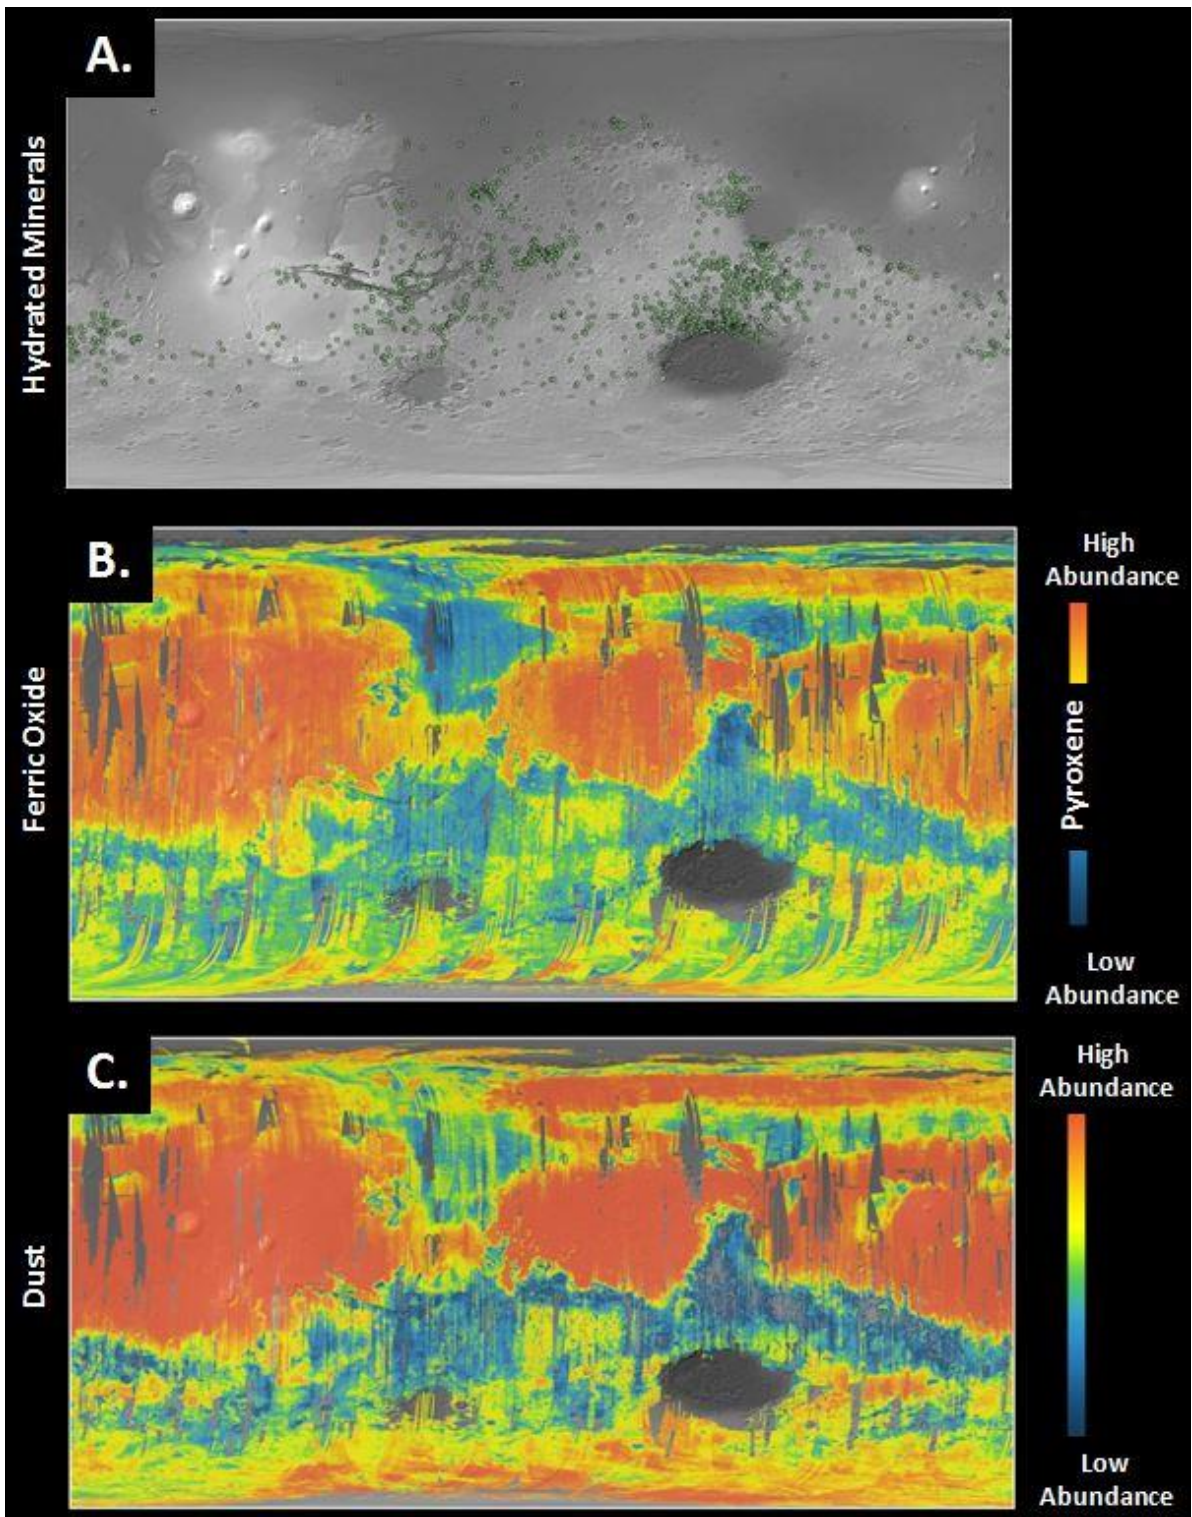 A.
Hydrated Minerals
B.
Ferric Oxide
High
Abundance
Pyroxene
Low
Abundance
C.
Dust
High
Abundance
Low
Abundance